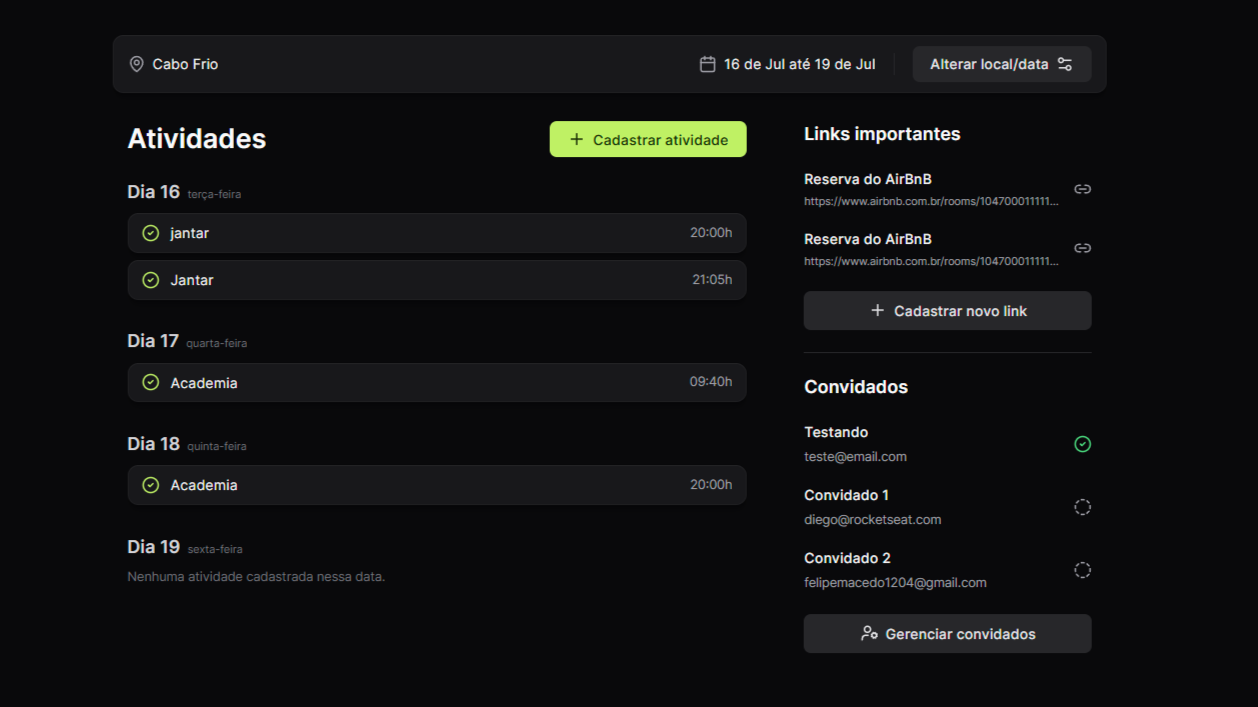 Cabo Frio
16 de Jul até 19 de Jul
Alterar local/data
Atividades
Cadastrar atividade
Dia 16 terça-feira
jantar 20:00h
Jantar 21:05h
Dia 17 quarta-feira
Academia 09:40h
Dia 18 quinta-feira
Academia 20:00h
Dia 19 sexta-feira
Nenhuma atividade cadastrada nessa data.
Links importantes
Reserva do AirBnB
https://www.airbnb.com.br/rooms/104700011111...
Reserva do AirBnB
https://www.airbnb.com.br/rooms/104700011111...
Cadastrar novo link
Convidados
Testando
teste@email.com
Convidado 1
diego@rocketseat.com
Convidado 2
felipemacedo1204@gmail.com
Gerenciar convidados